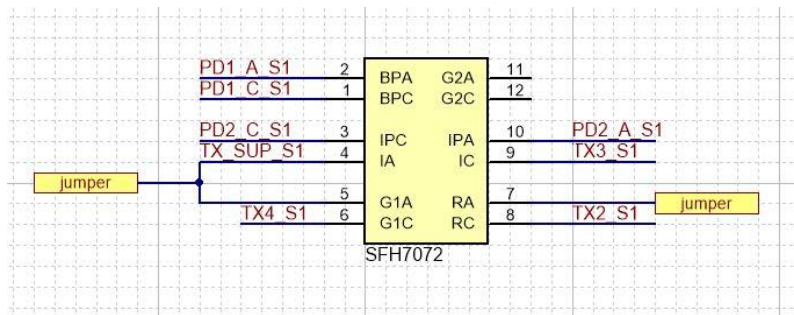 PD1_A_S1 2 BPA G2A 11
PD1_C_S1 1 BPC G2C 12
PD2_C_S1 3 IPC IPA 10 PD2_A_S1
TX_SUP_S1 4 IA IC 9 TX3_S1
jumper
5 G1A RA 7 jumper
TX4_S1 6 G1C RC 8 TX2_S1
SFH7072